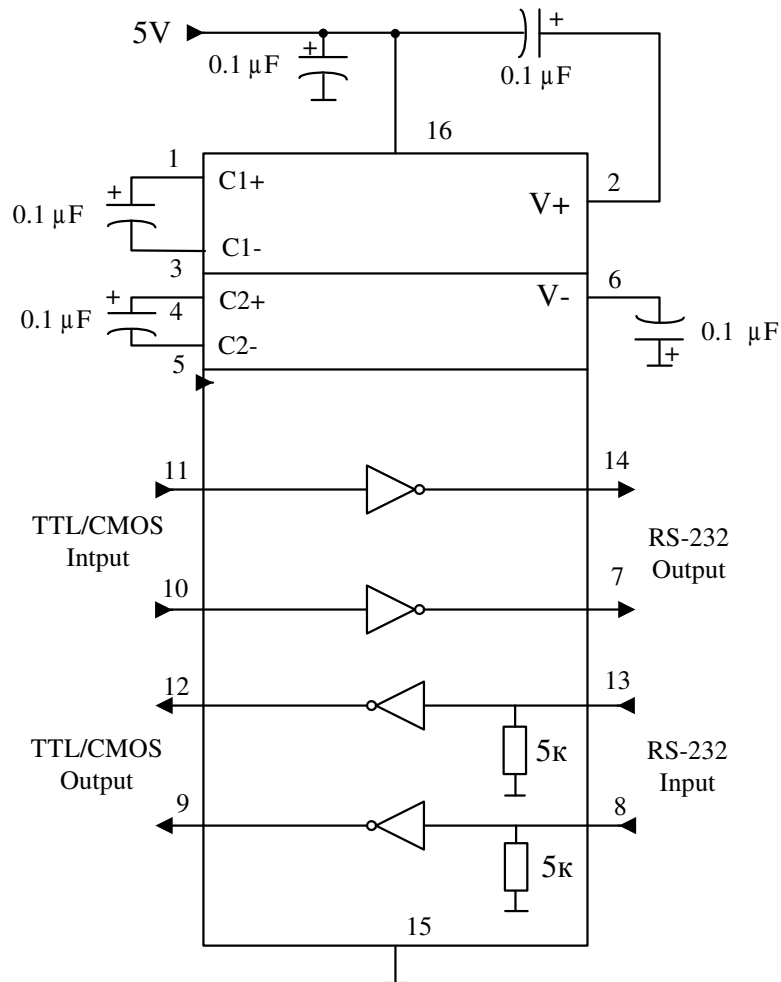 5V
+
0.1 µF
+
0.1 µF
16
1
C1+
2
V+
+
0.1 µF
C1-
3
6
V-
+
4
C2+
0.1 µF
C2-
0.1 µF
+
5
11
14
TTL/CMOS
Intput
RS-232
Output
10
7
12
13
TTL/CMOS
Output
5к
RS-232
Input
9
8
5к
15